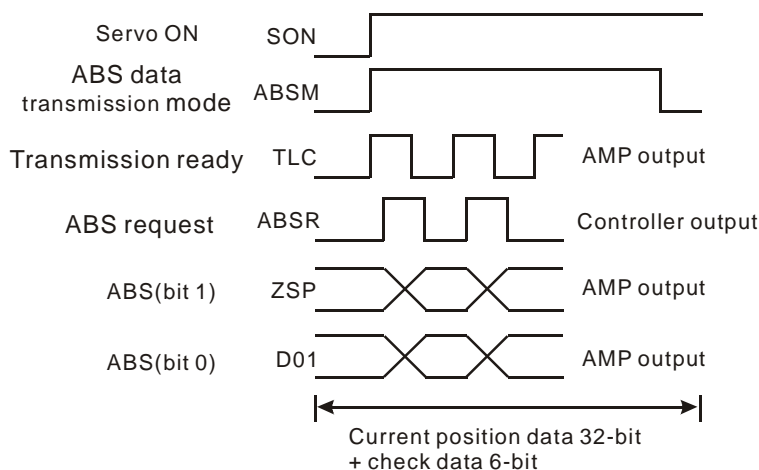 Servo ON SON
ABS data
transmission mode ABSM
Transmission ready TLC AMP output
ABS request ABSR Controller output
ABS(bit 1) ZSP AMP output
ABS(bit 0) D01 AMP output
Current position data 32-bit
+ check data 6-bit